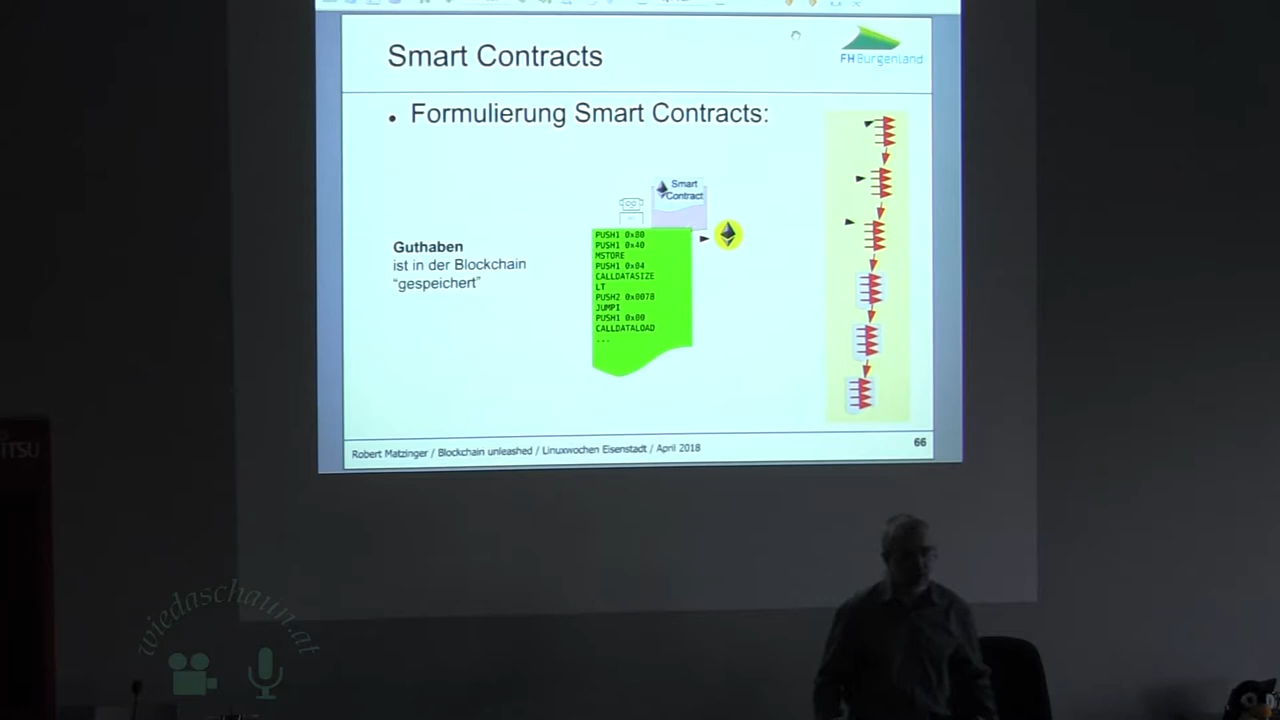 Smart Contracts
FH Burgenland
• Formulierung Smart Contracts:
Smart
Contract
Guthaben
ist in der Blockchain
“gespeichert”
PUSH1 0x80
PUSH1 0x40
MSTORE
PUSH1 0x04
CALLDATASIZE
LT
PUSH2 0x0078
JUMPI
PUSH1 0x00
CALLDATALOAD
...
Robert Matzinger / Blockchain unleashed / Linuxwochen Eisenstadt / April 2018
66
ITSU
wiedaschaun.at